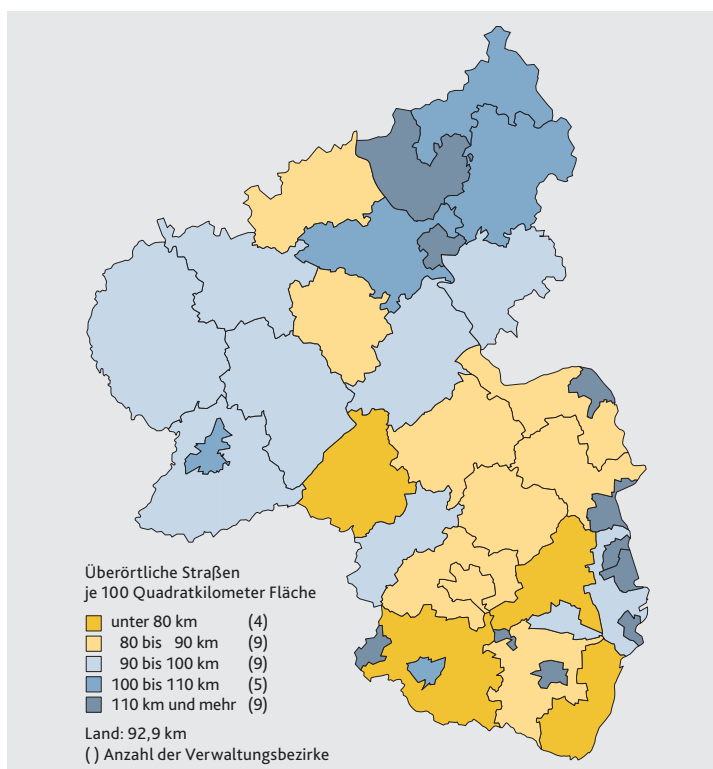 Überörtliche Straßen
je 100 Quadratkilometer Fläche
unter 80 km (4)
80 bis 90 km (9)
90 bis 100 km (9)
100 bis 110 km (5)
110 km und mehr (9)
Land: 92,9 km
( ) Anzahl der Verwaltungsbezirke